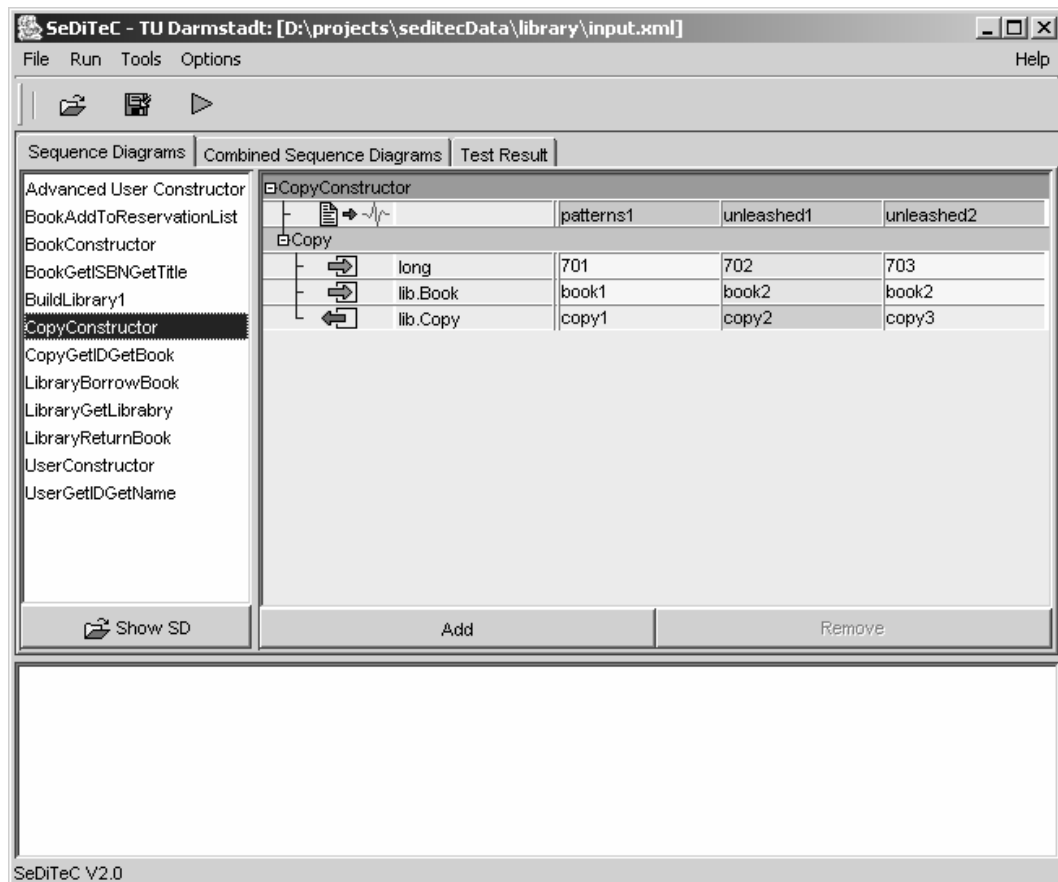 SeDiTeC - TU Darmstadt: [D:\projects\seditecData\library\input.xml]
File Run Tools Options Help
Sequence Diagrams Combined Sequence Diagrams Test Result
Advanced User Constructor
BookAddToReservationList
BookConstructor
BookGetISBNGetTitle
BuildLibrary1
CopyConstructor
CopyGetIDGetBook
LibraryBorrowBook
LibraryGetLibrabry
LibraryReturnBook
UserConstructor
UserGetIDGetName
Show SD
CopyConstructor
patterns1 unleashed1 unleashed2
Copy
long 701 702 703
lib.Book book1 book2 book2
lib.Copy copy1 copy2 copy3
Add Remove
SeDiTeC V2.0